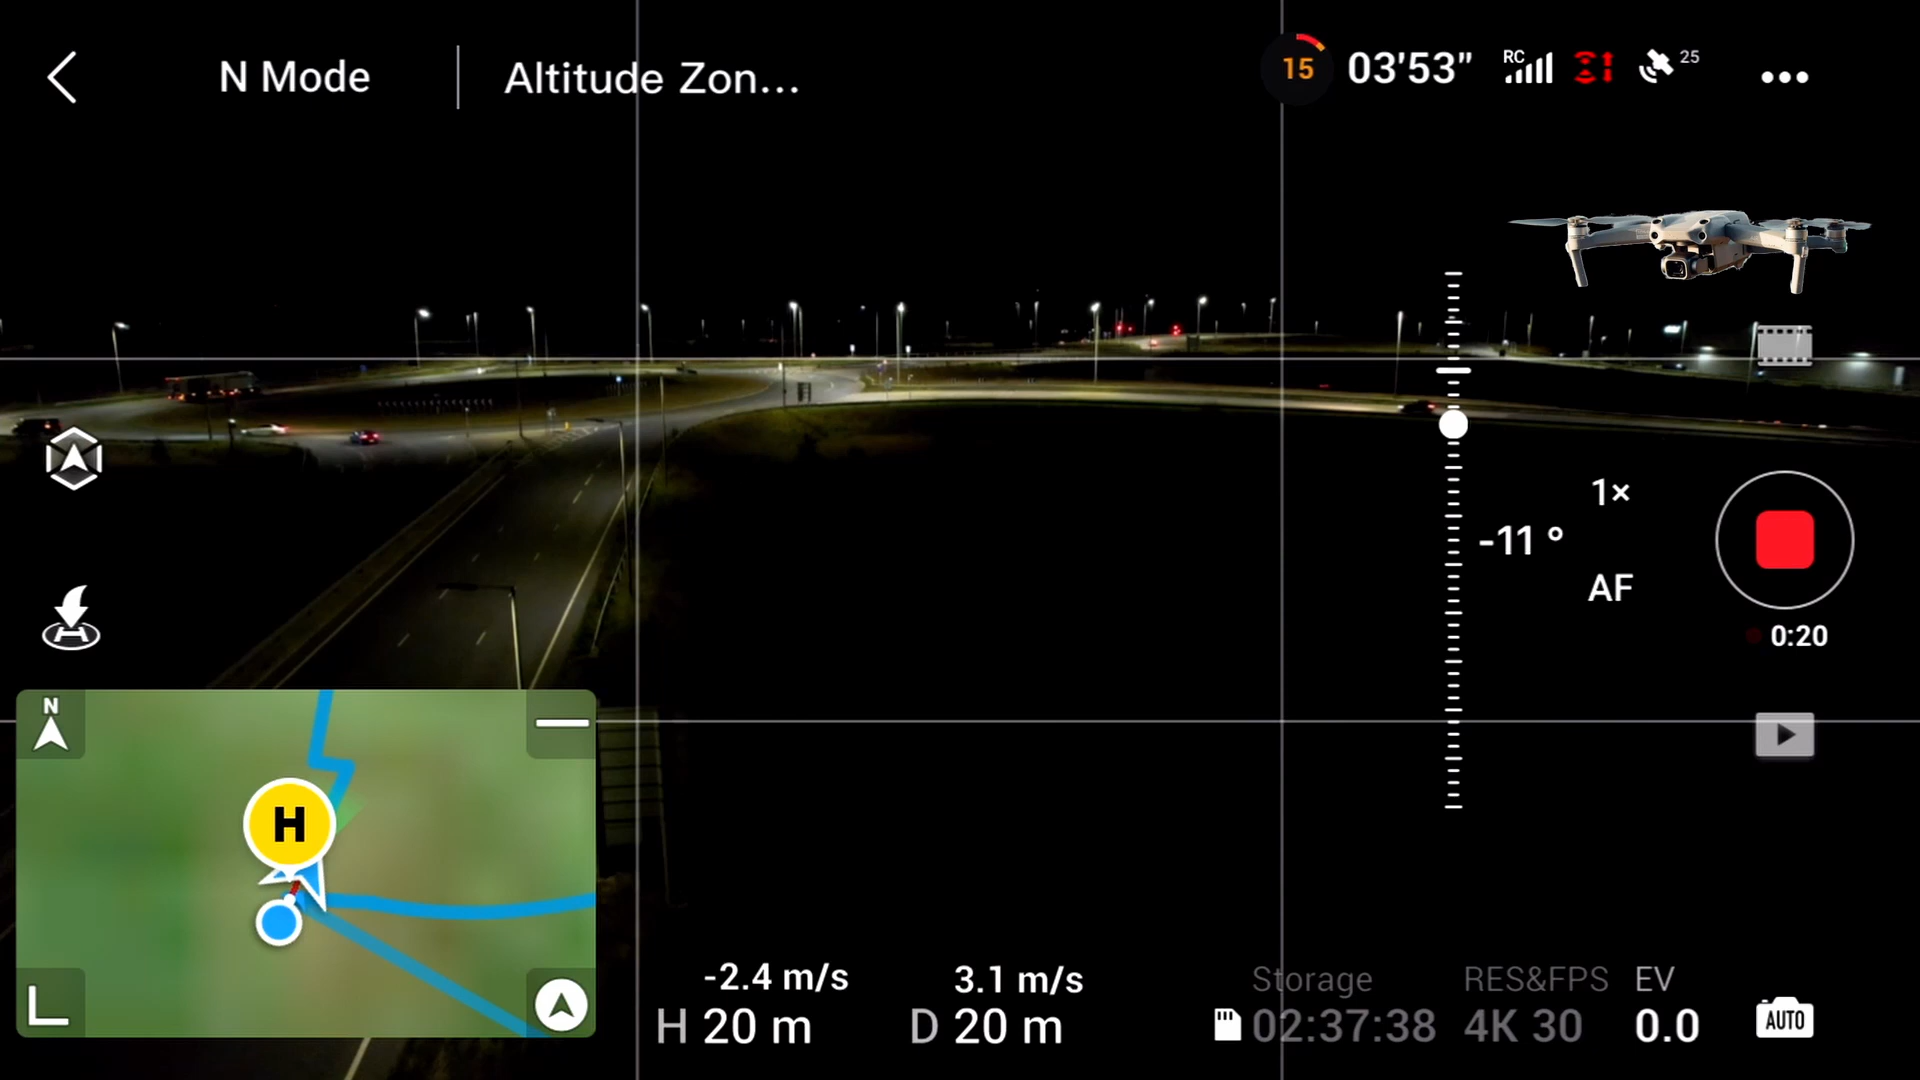 N Mode
Altitude Zon...
15
03'53"
RC
25
1×
-11 °
AF
0:20
N
H
-2.4 m/s
3.1 m/s
H 20 m
D 20 m
Storage
02:37:38
RES&FPS
4K 30
EV
0.0
AUTO